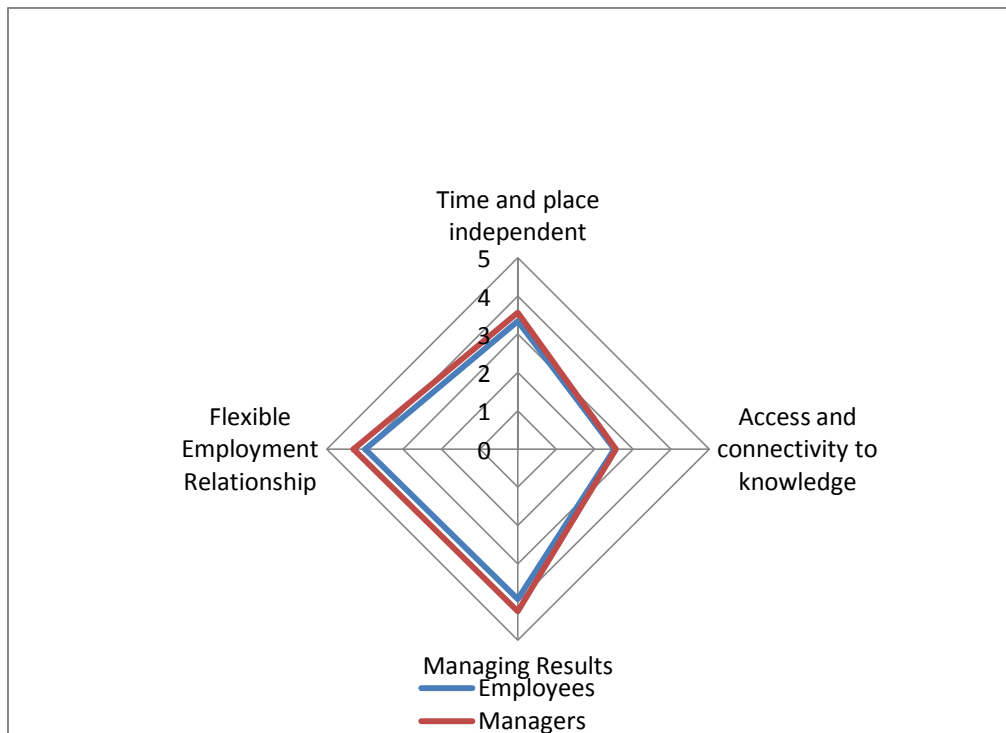 Time and place
independent
5
4
3
2
1
0
Flexible
Employment
Relationship
Access and
connectivity to
knowledge
Managing Results
Employees
Managers